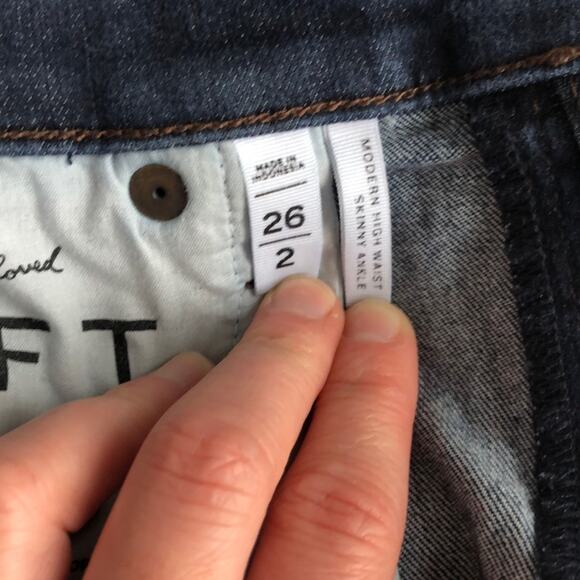 MADE IN
INDONESIA
26
2
MODERN HIGH WAIST
SKINNY ANKLE
loved
FT